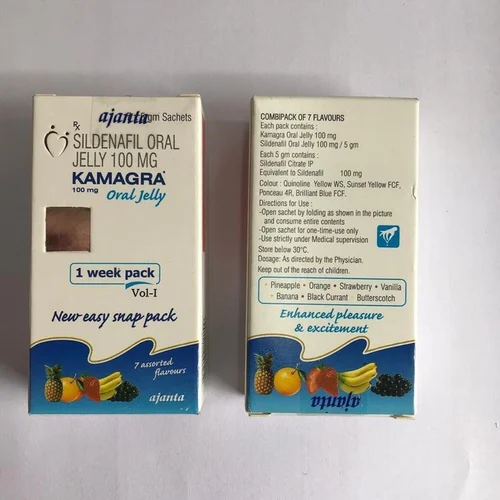 ajanta
gm Sachets
Rx
SILDENAFIL ORAL
JELLY 100 MG
KAMAGRA
100 mg
Oral Jelly
1 week pack
Vol-I
New easy snap pack
7 assorted
flavours
ajanta
COMBIPACK OF 7 FLAVOURS
Each pack contains :
Kamagra Oral Jelly 100 mg
Sildenafil Oral Jelly 100 mg / 5 gm
Each 5 gm contains :
Sildenafil Citrate IP
Equivalent to Sildenafil 100 mg
Colour : Quinoline Yellow WS, Sunset Yellow FCF,
Ponceau 4R, Brilliant Blue FCF.
Directions for Use :
-Open sachet by folding as shown in the picture
and consume entire contents
-Open sachet for one-time-use only
-Use strictly under Medical supervision
Store below 30°C.
Dosage: As directed by the Physician.
Keep out of the reach of children.
• Pineapple • Orange • Strawberry • Vanilla
• Banana • Black Currant • Butterscotch
Enhanced pleasure
& excitement
ajanta